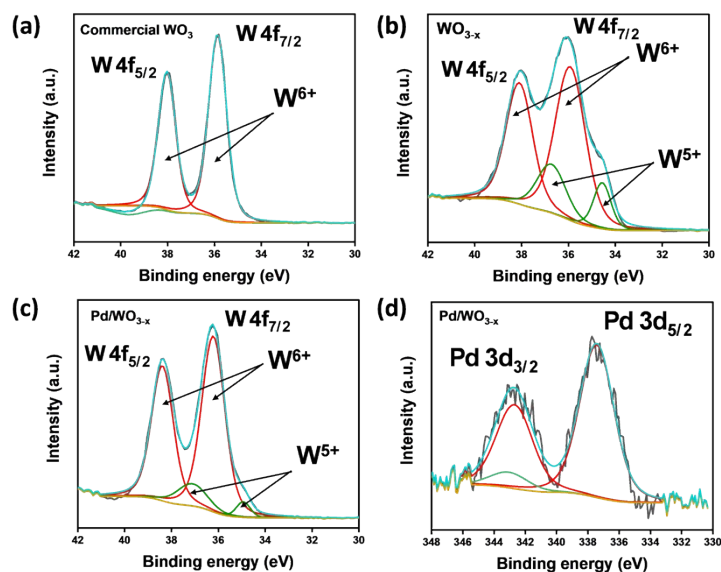 (a)
Commercial WO₃
W 4f₇/₂
W 4f₅/₂
W⁶⁺
Intensity (a.u.)
42 40 38 36 34 32 30
Binding energy (eV)
(b)
WO₃₋ₓ
W 4f₇/₂
W⁶⁺
W 4f₅/₂
W⁵⁺
Intensity (a.u.)
42 40 38 36 34 32 30
Binding energy (eV)
(c)
Pd/WO₃₋ₓ
W 4f₇/₂
W 4f₅/₂
W⁶⁺
W⁵⁺
Intensity (a.u.)
42 40 38 36 34 32 30
Binding energy (eV)
(d)
Pd/WO₃₋ₓ
Pd 3d₅/₂
Pd 3d₃/₂
Intensity (a.u.)
348 346 344 342 340 338 336 334 332 330
Binding energy (eV)